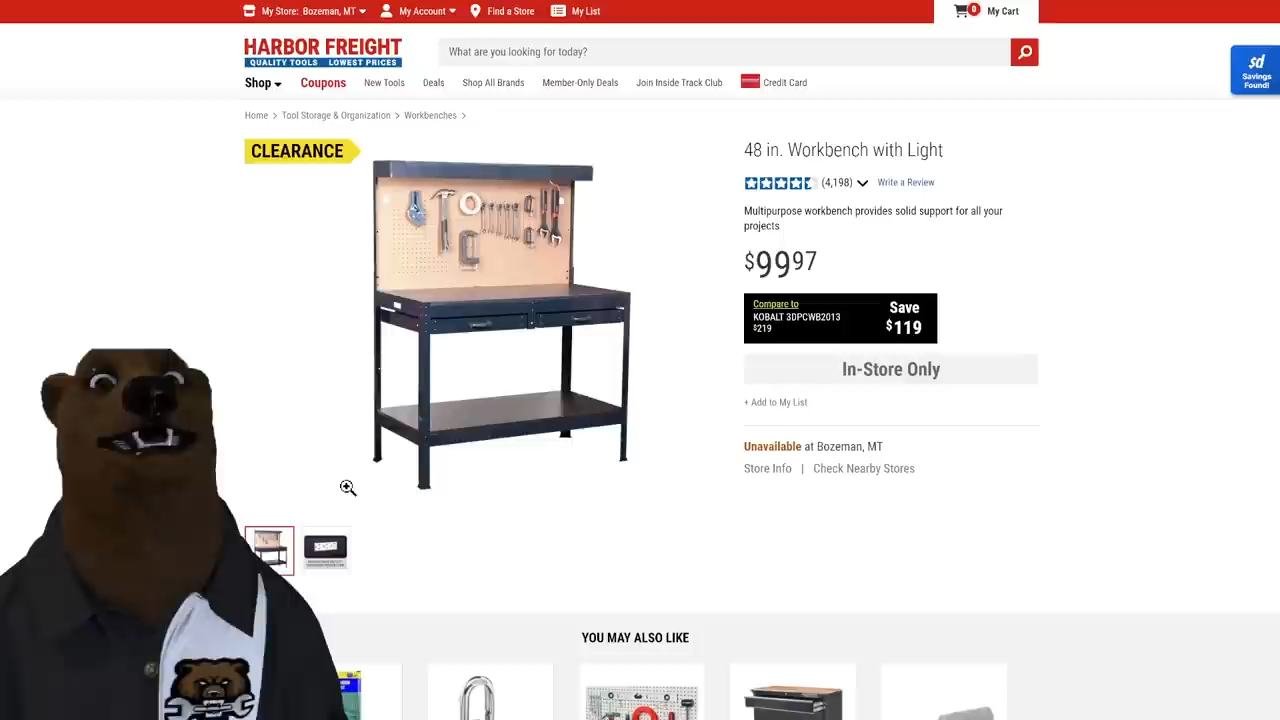 My Store: Bozeman, MT
My Account
Find a Store
My List
0
My Cart
HARBOR FREIGHT
QUALITY TOOLS LOWEST PRICES
What are you looking for today?
sd
Savings
Found!
Shop
Coupons
New Tools
Deals
Shop All Brands
Member-Only Deals
Join Inside Track Club
Credit Card
Home > Tool Storage & Organization > Workbenches >
CLEARANCE
48 in. Workbench with Light
(4,198)
Write a Review
Multipurpose workbench provides solid support for all your
projects
$99 97
Compare to
KOBALT 3DPCWB2013
$219
Save
$119
In-Store Only
+ Add to My List
Unavailable at Bozeman, MT
Store Info | Check Nearby Stores
YOU MAY ALSO LIKE